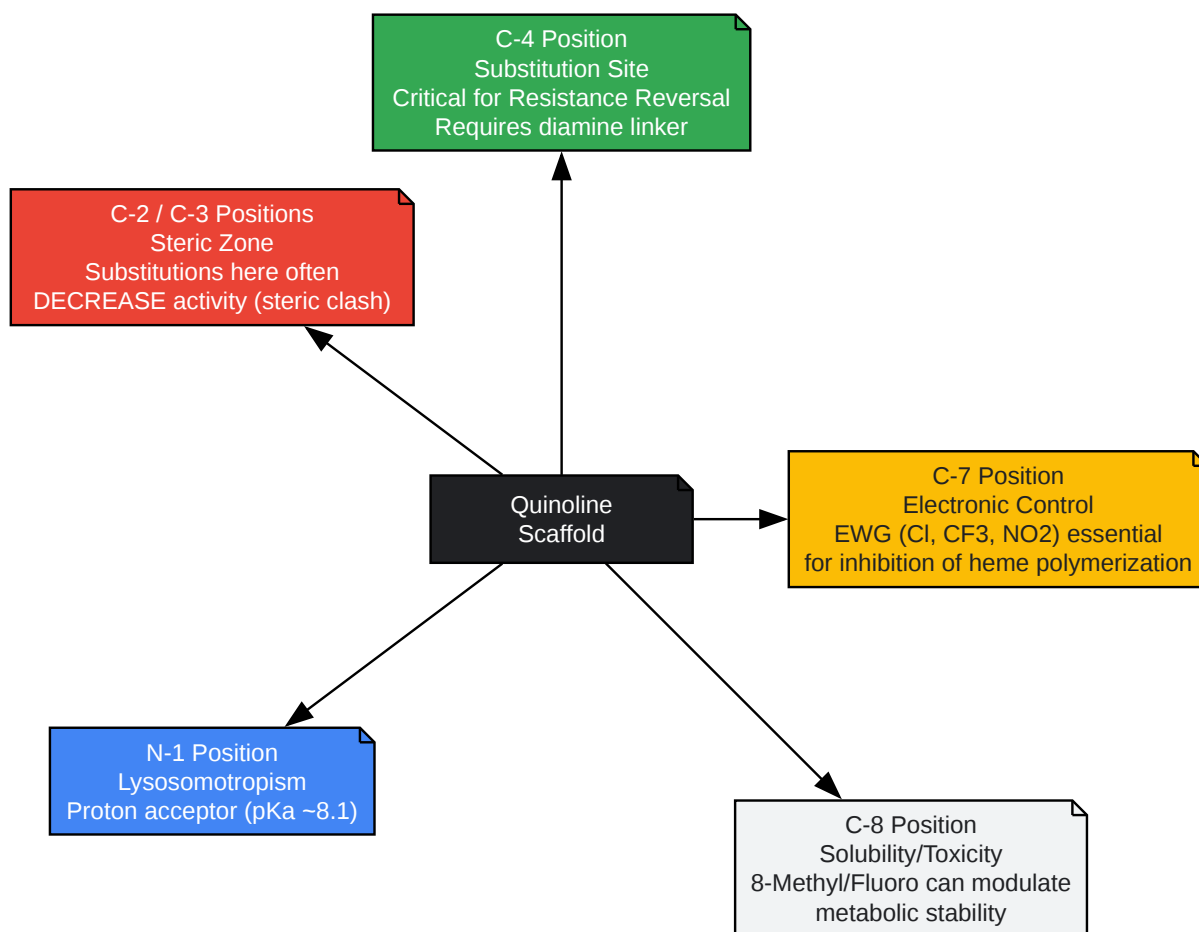 C-4 Position
Substitution Site
Critical for Resistance Reversal
Requires diamine linker
C-2 / C-3 Positions
Steric Zone
Substitutions here often
DECREASE activity (steric clash)
Quinoline
Scaffold
C-7 Position
Electronic Control
EWG (Cl, CF3, NO2) essential
for inhibition of heme polymerization
N-1 Position
Lysosomotropism
Proton acceptor (pKa ~8.1)
C-8 Position
Solubility/Toxicity
8-Methyl/Fluoro can modulate
metabolic stability